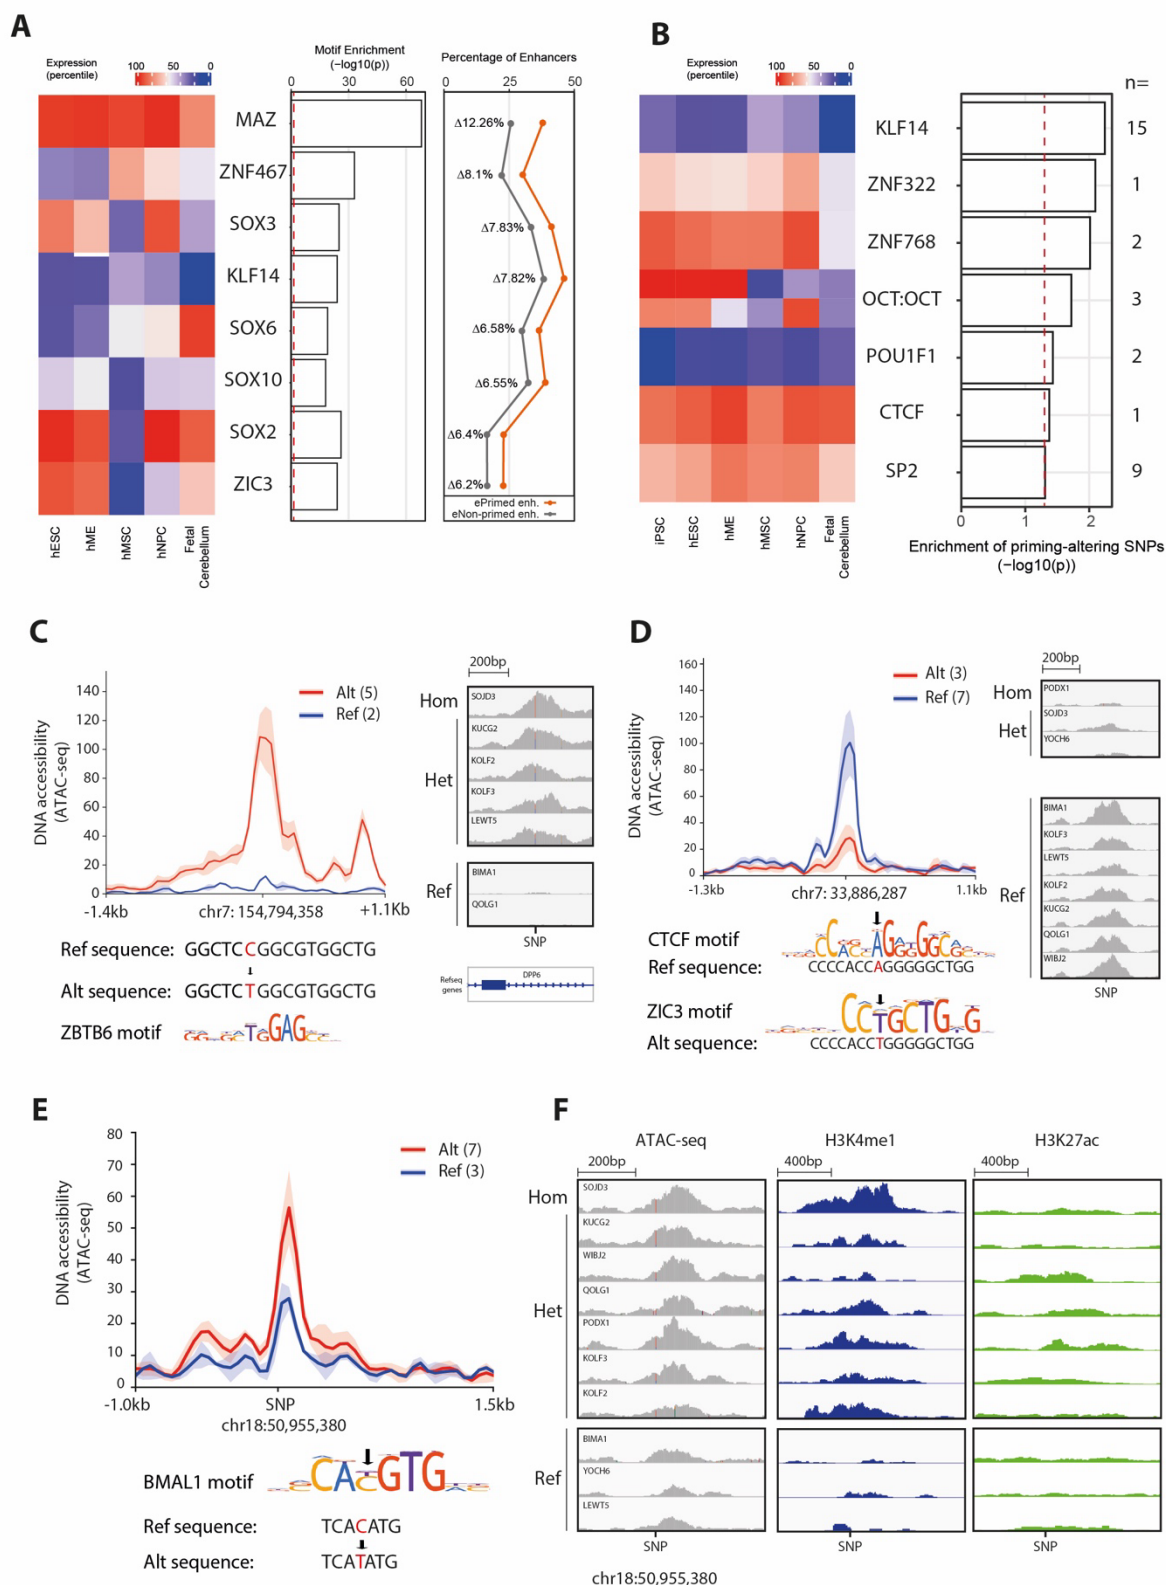 A
Expression
(percentile)
100 50 0
Motif Enrichment
(−log10(p))
0 30 60
Percentage of Enhancers
0 25 50
MAZ
ZNF467
SOX3
KLF14
SOX6
SOX10
SOX2
ZIC3
Δ12.26%
Δ8.1%
Δ7.83%
Δ7.82%
Δ6.58%
Δ6.55%
Δ6.4%
Δ6.2%
ePrimed enh.
eNon-primed enh.
hESC
hME
hMSC
hNPC
Fetal
Cerebellum
B
Expression
(percentile)
100 50 0
n=
KLF14 15
ZNF322 1
ZNF768 2
OCT:OCT 3
POU1F1 2
CTCF 1
SP2 9
iPSC
hESC
hME
hMSC
hNPC
Fetal
Cerebellum
0 1 2
Enrichment of priming-altering SNPs
(−log10(p))
C
DNA accessibility
(ATAC-seq)
140
120
100
80
60
40
20
0
Alt (5)
Ref (2)
-1.4kb chr7: 154,794,358 +1.1Kb
200bp
Hom
SOJD3
Het
KUCG2
KOLF2
KOLF3
LEWT5
Ref
BIMA1
QOLG1
SNP
Refseq
genes
DPP6
Ref sequence: GGCTCCGGCGTGGCTG
Alt sequence: GGCTCTGGCGTGGCTG
ZBTB6 motif
D
DNA accessibility
(ATAC-seq)
160
140
120
100
80
60
40
20
0
Alt (3)
Ref (7)
-1.3kb chr7: 33,886,287 1.1kb
200bp
Hom
PODX1
Het
SOJD3
YOCH6
Ref
BIMA1
KOLF3
LEWT5
KOLF2
KUCG2
QOLG1
WIBJ2
SNP
CTCF motif
Ref sequence: CCCCACCAGGGGGCTGG
ZIC3 motif
Alt sequence: CCCCACCTGGGGGCTGG
E
DNA accessibility
(ATAC-seq)
80
70
60
50
40
30
20
10
0
Alt (7)
Ref (3)
-1.0kb SNP 1.5kb
chr18:50,955,380
BMAL1 motif
Ref sequence: TCACATG
Alt sequence: TCATATG
F
ATAC-seq H3K4me1 H3K27ac
200bp 400bp 400bp
Hom
SOJD3
Het
KUCG2
WIBJ2
QOLG1
PODX1
KOLF3
KOLF2
Ref
BIMA1
YOCH6
LEWT5
SNP SNP SNP
chr18:50,955,380